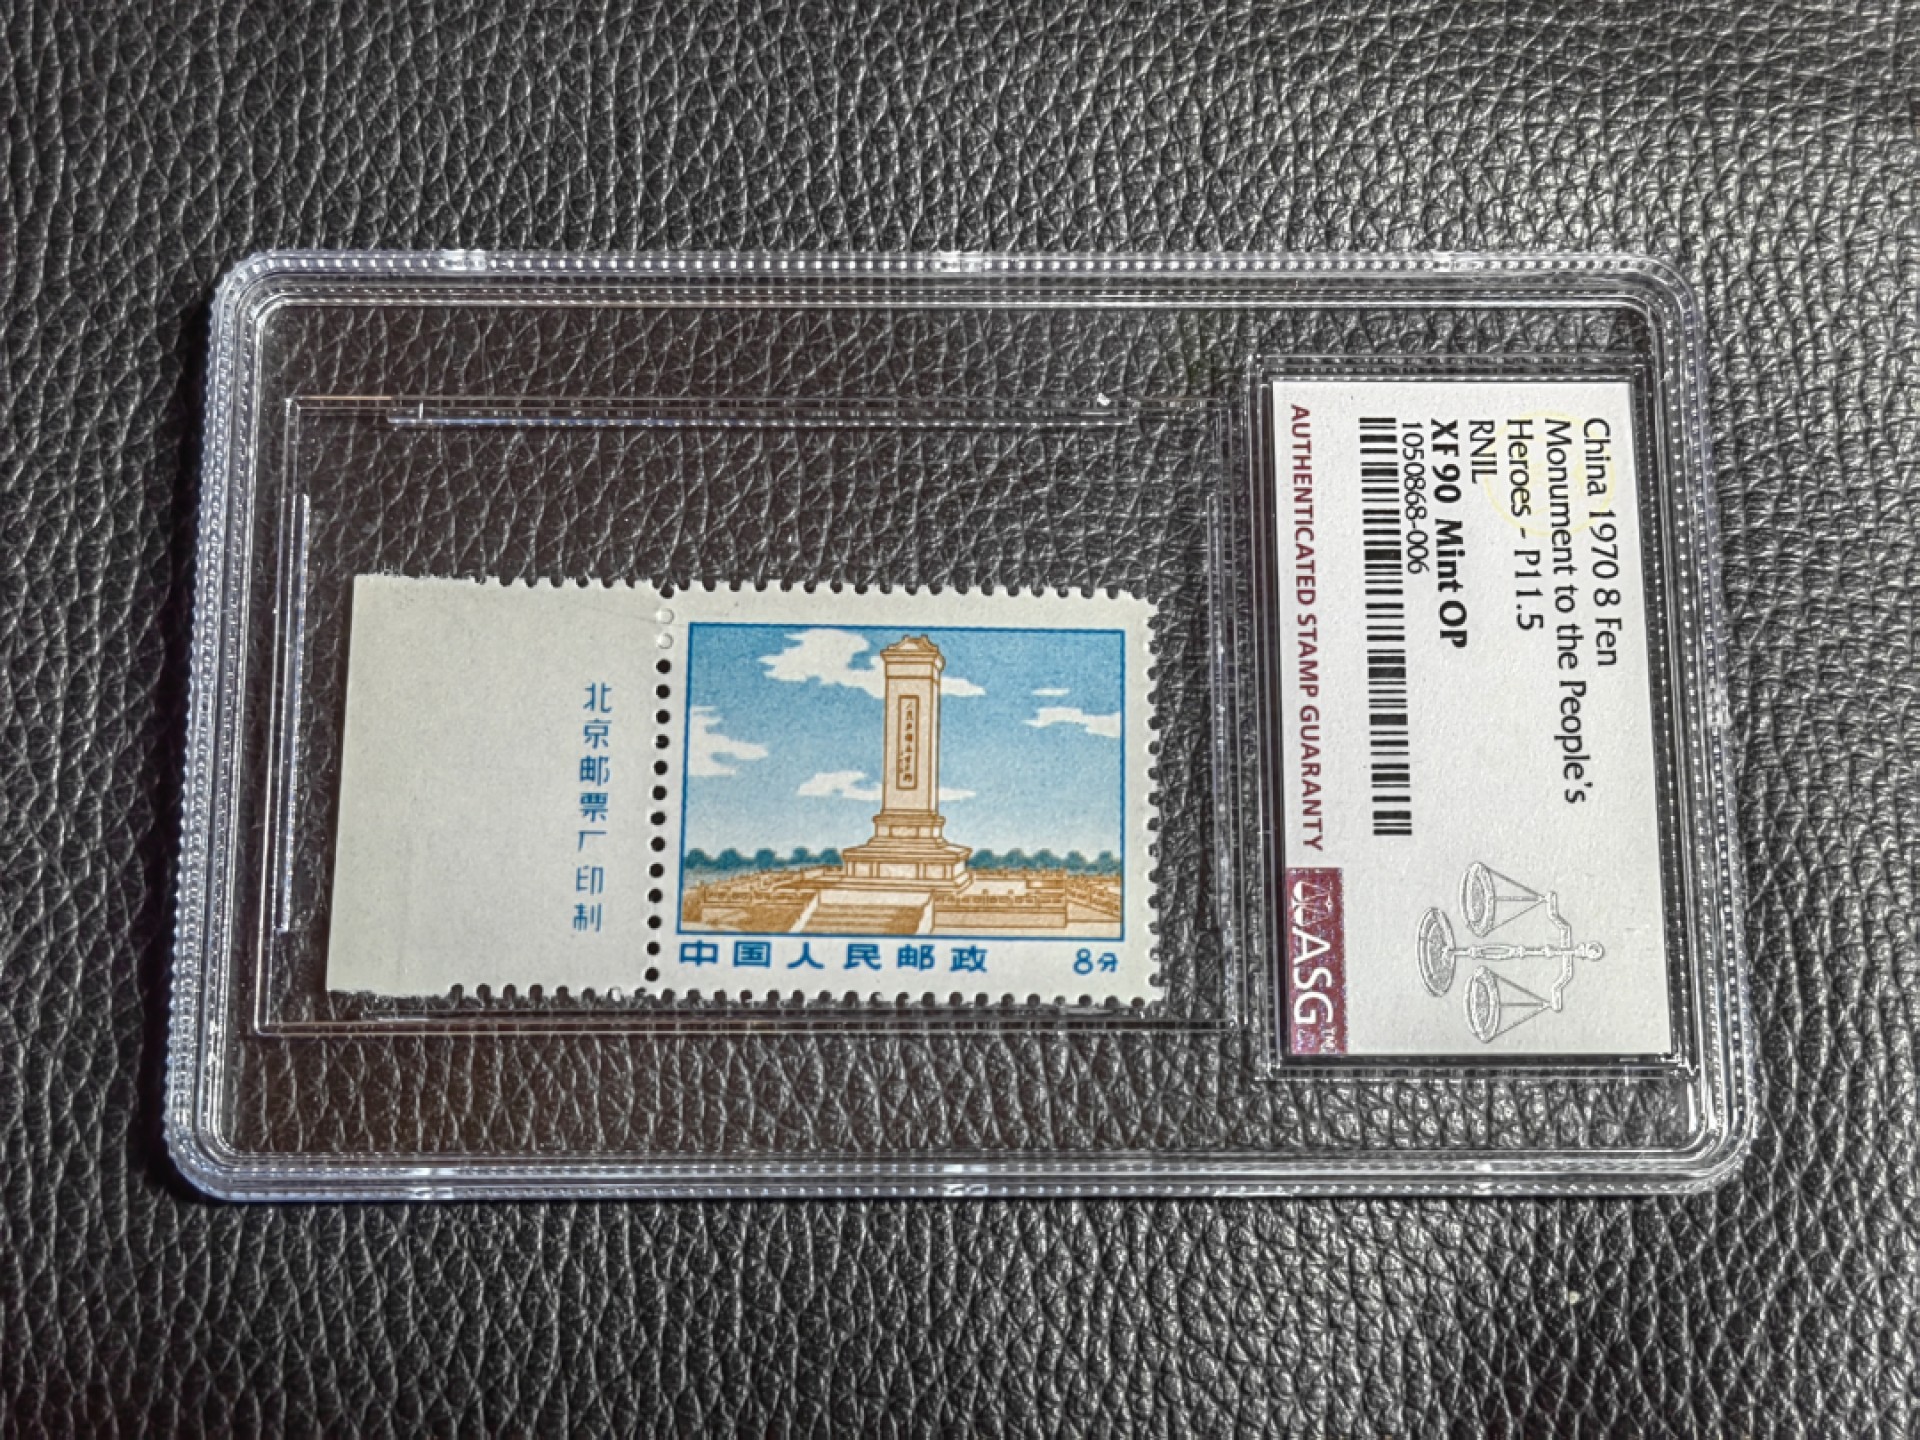 北京邮票厂印制
中国人民邮政 8分
China 1970 8 Fen
Monument to the People's
Heroes - P11.5
RNIL
XF 90 Mint OP
1050868-006
AUTHENTICATED STAMP GUARANTY
ASG™